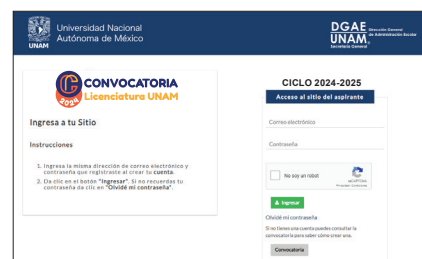 Universidad Nacional
Autónoma de México
UNAM
DGAE
UNAM
Dirección General
de Administración Escolar
Secretaría General
CONVOCATORIA
Licenciatura UNAM
2024
Ingresa a tu Sitio
Instrucciones
1. Ingresa la misma dirección de correo electrónico y
contraseña que registraste al crear tu cuenta.
2. Da clic en el botón "Ingresar". Si no recuerdas tu
contraseña da clic en "Olvidé mi contraseña".
CICLO 2024-2025
Acceso al sitio del aspirante
Correo electrónico
Contraseña
No soy un robot
reCAPTCHA
Ingresar
Olvidé mi contraseña
Si no tienes una cuenta puedes consultar la
convocatoria para saber cómo crear una.
Convocatoria